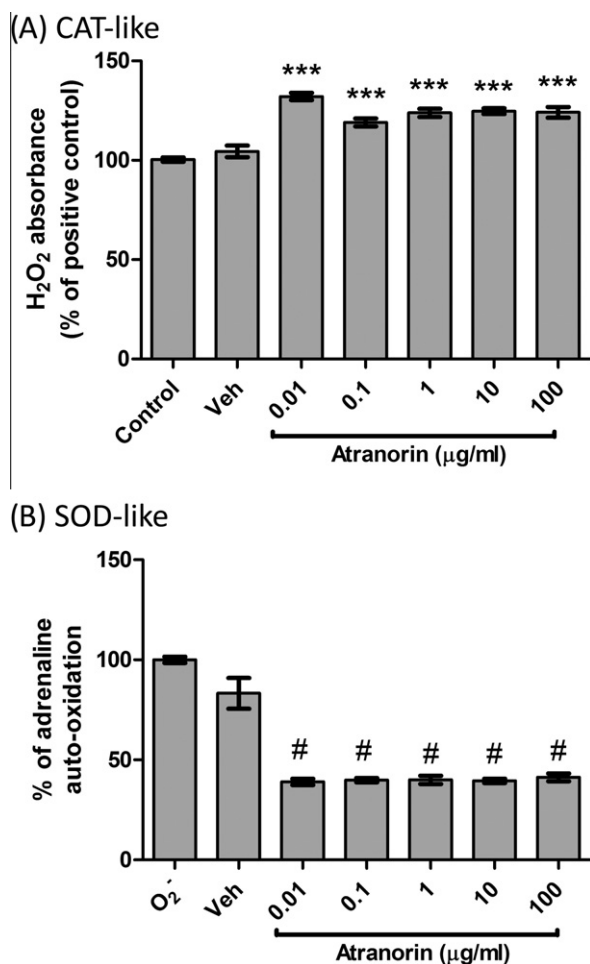 (A) CAT-like
H₂O₂ absorbance
(% of positive control)
150
100
50
0
*** *** *** *** ***
Control Veh 0.01 0.1 1 10 100
Atranorin (μg/ml)
(B) SOD-like
% of adrenaline
auto-oxidation
150
100
50
0
# # # # #
O₂⁻ Veh 0.01 0.1 1 10 100
Atranorin (μg/ml)